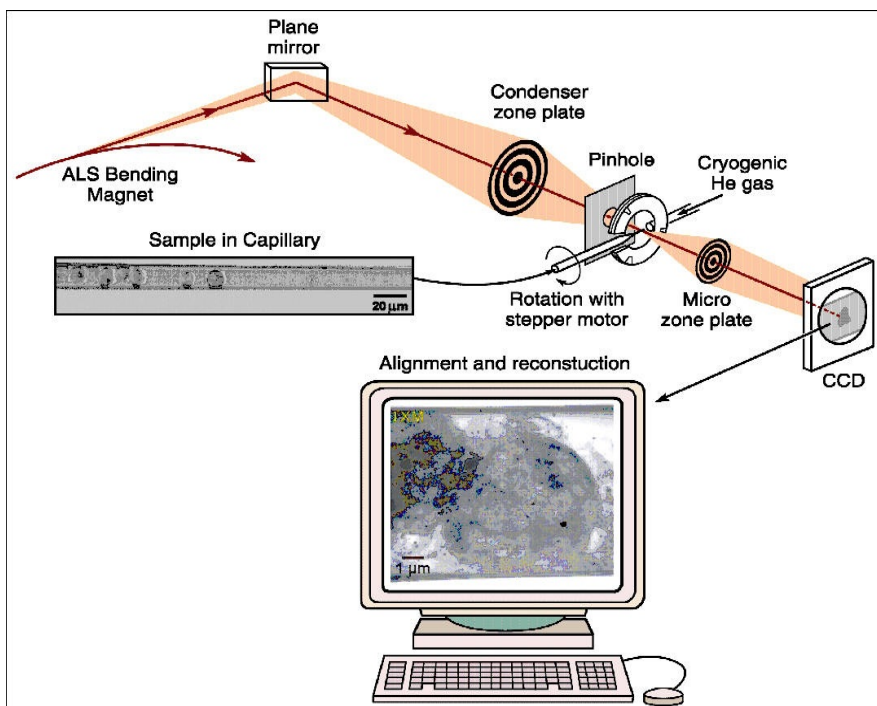 Plane
mirror
Condenser
zone plate
Pinhole
Cryogenic
He gas
ALS Bending
Magnet
Sample in Capillary
20 µm
Rotation with
stepper motor
Micro
zone plate
CCD
Alignment and reconstuction
TXM
1 µm